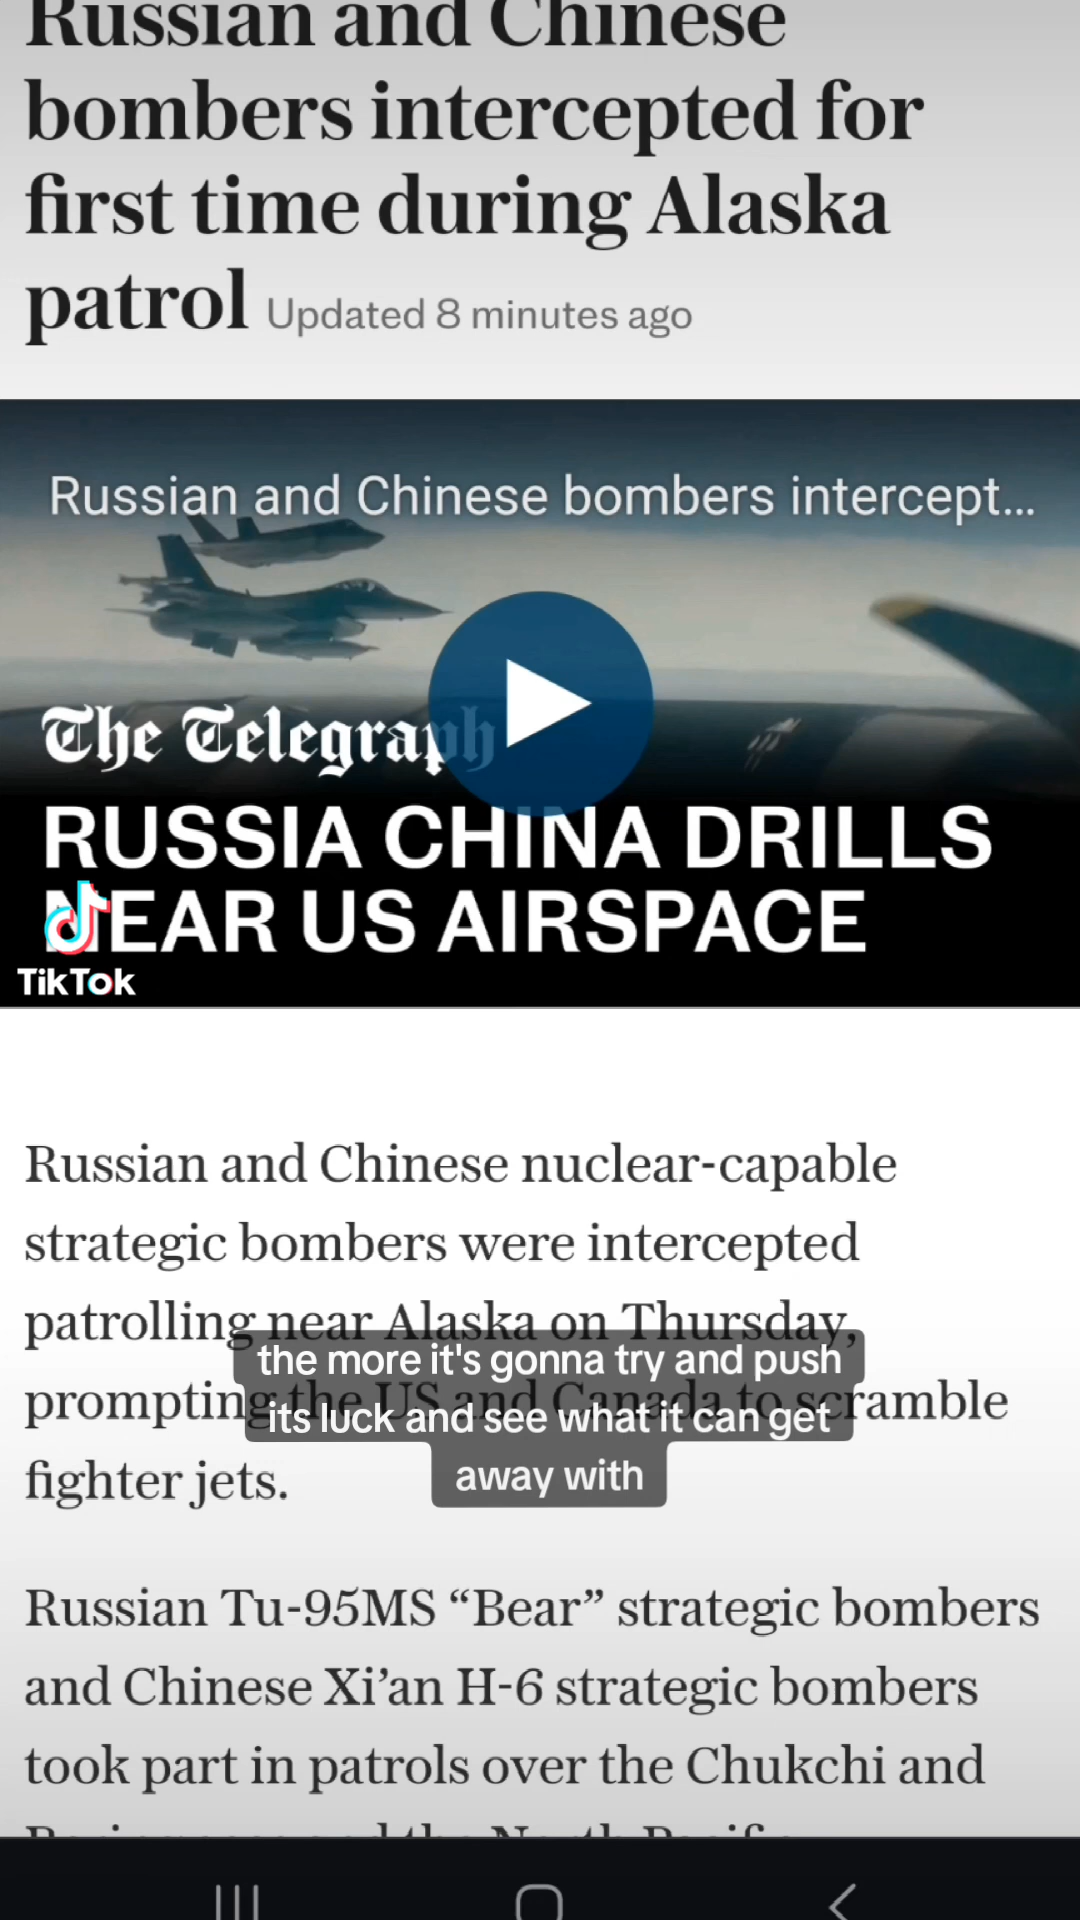 Russian and Chinese
bombers intercepted for
first time during Alaska
patrol Updated 8 minutes ago
Russian and Chinese bombers intercept...
The Telegraph
RUSSIA CHINA DRILLS
NEAR US AIRSPACE
TikTok
Russian and Chinese nuclear-capable
strategic bombers were intercepted
patrolling near Alaska on Thursday,
the more it's gonna try and push
prompting the US and Canada to scramble
its luck and see what it can get
fighter jets.
away with
Russian Tu-95MS “Bear” strategic bombers
and Chinese Xi’an H-6 strategic bombers
took part in patrols over the Chukchi and